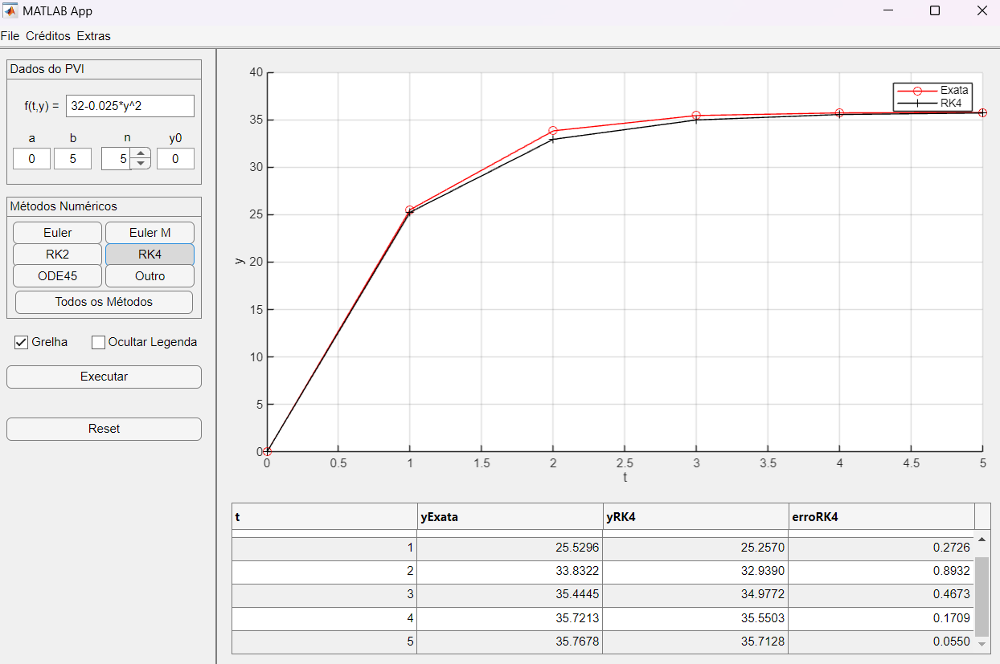 MATLAB App
File Créditos Extras
Dados do PVI
f(t,y) = 32-0.025*y^2
a b n y0
0 5 5 0
Métodos Numéricos
Euler Euler M
RK2 RK4
ODE45 Outro
Todos os Métodos
Grelha Ocultar Legenda
Executar
Reset
40
35
30
25
20
15
10
5
0
y
Exata
RK4
0 0.5 1 1.5 2 2.5 3 3.5 4 4.5 5
t
t yExata yRK4 erroRK4
1 25.5296 25.2570 0.2726
2 33.8322 32.9390 0.8932
3 35.4445 34.9772 0.4673
4 35.7213 35.5503 0.1709
5 35.7678 35.7128 0.0550